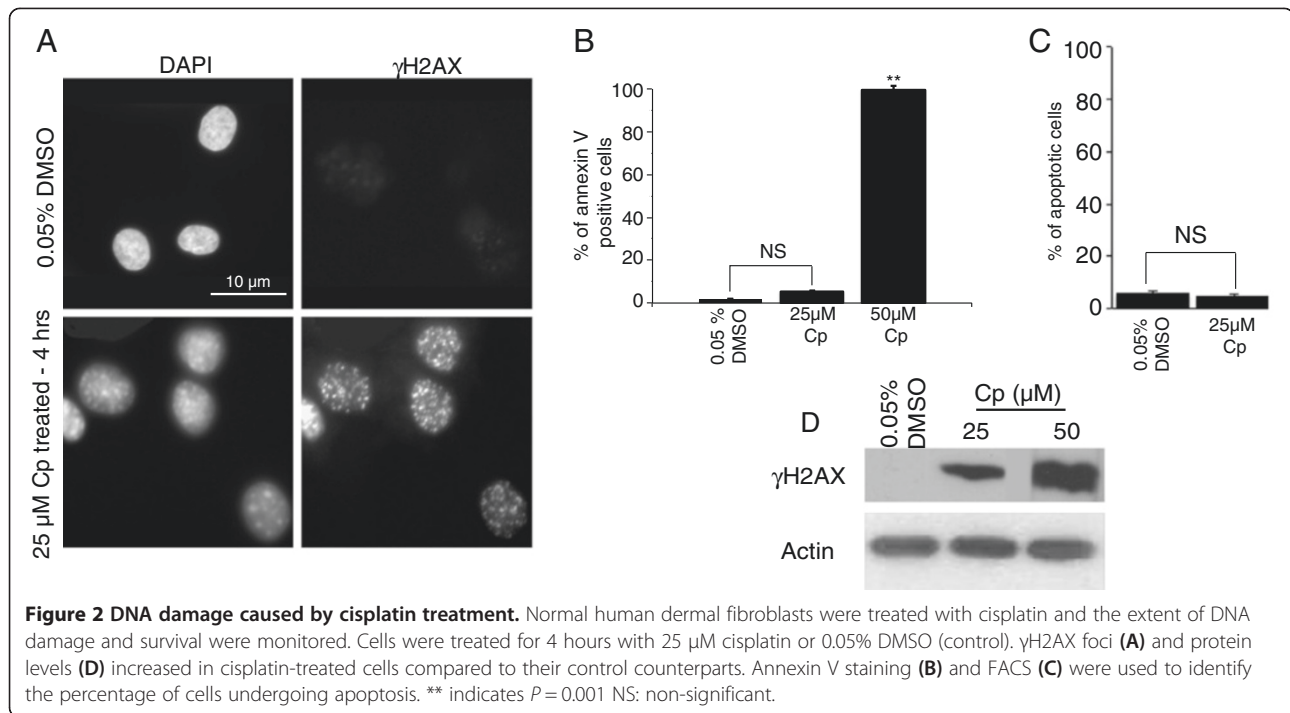 A
DAPI
γH2AX
0.05% DMSO
10 µm
25 µM Cp treated - 4 hrs
B
% of annexin V
positive cells
100
80
60
40
20
0
NS
**
0.05 %
DMSO
25µM
Cp
50µM
Cp
C
% of apoptotic cells
100
80
60
40
20
0
NS
0.05%
DMSO
25µM
Cp
D
0.05%
DMSO
Cp (µM)
25
50
γH2AX
Actin
Figure 2 DNA damage caused by cisplatin treatment. Normal human dermal fibroblasts were treated with cisplatin and the extent of DNA
damage and survival were monitored. Cells were treated for 4 hours with 25 µM cisplatin or 0.05% DMSO (control). γH2AX foci (A) and protein
levels (D) increased in cisplatin-treated cells compared to their control counterparts. Annexin V staining (B) and FACS (C) were used to identify
the percentage of cells undergoing apoptosis. ** indicates P = 0.001 NS: non-significant.